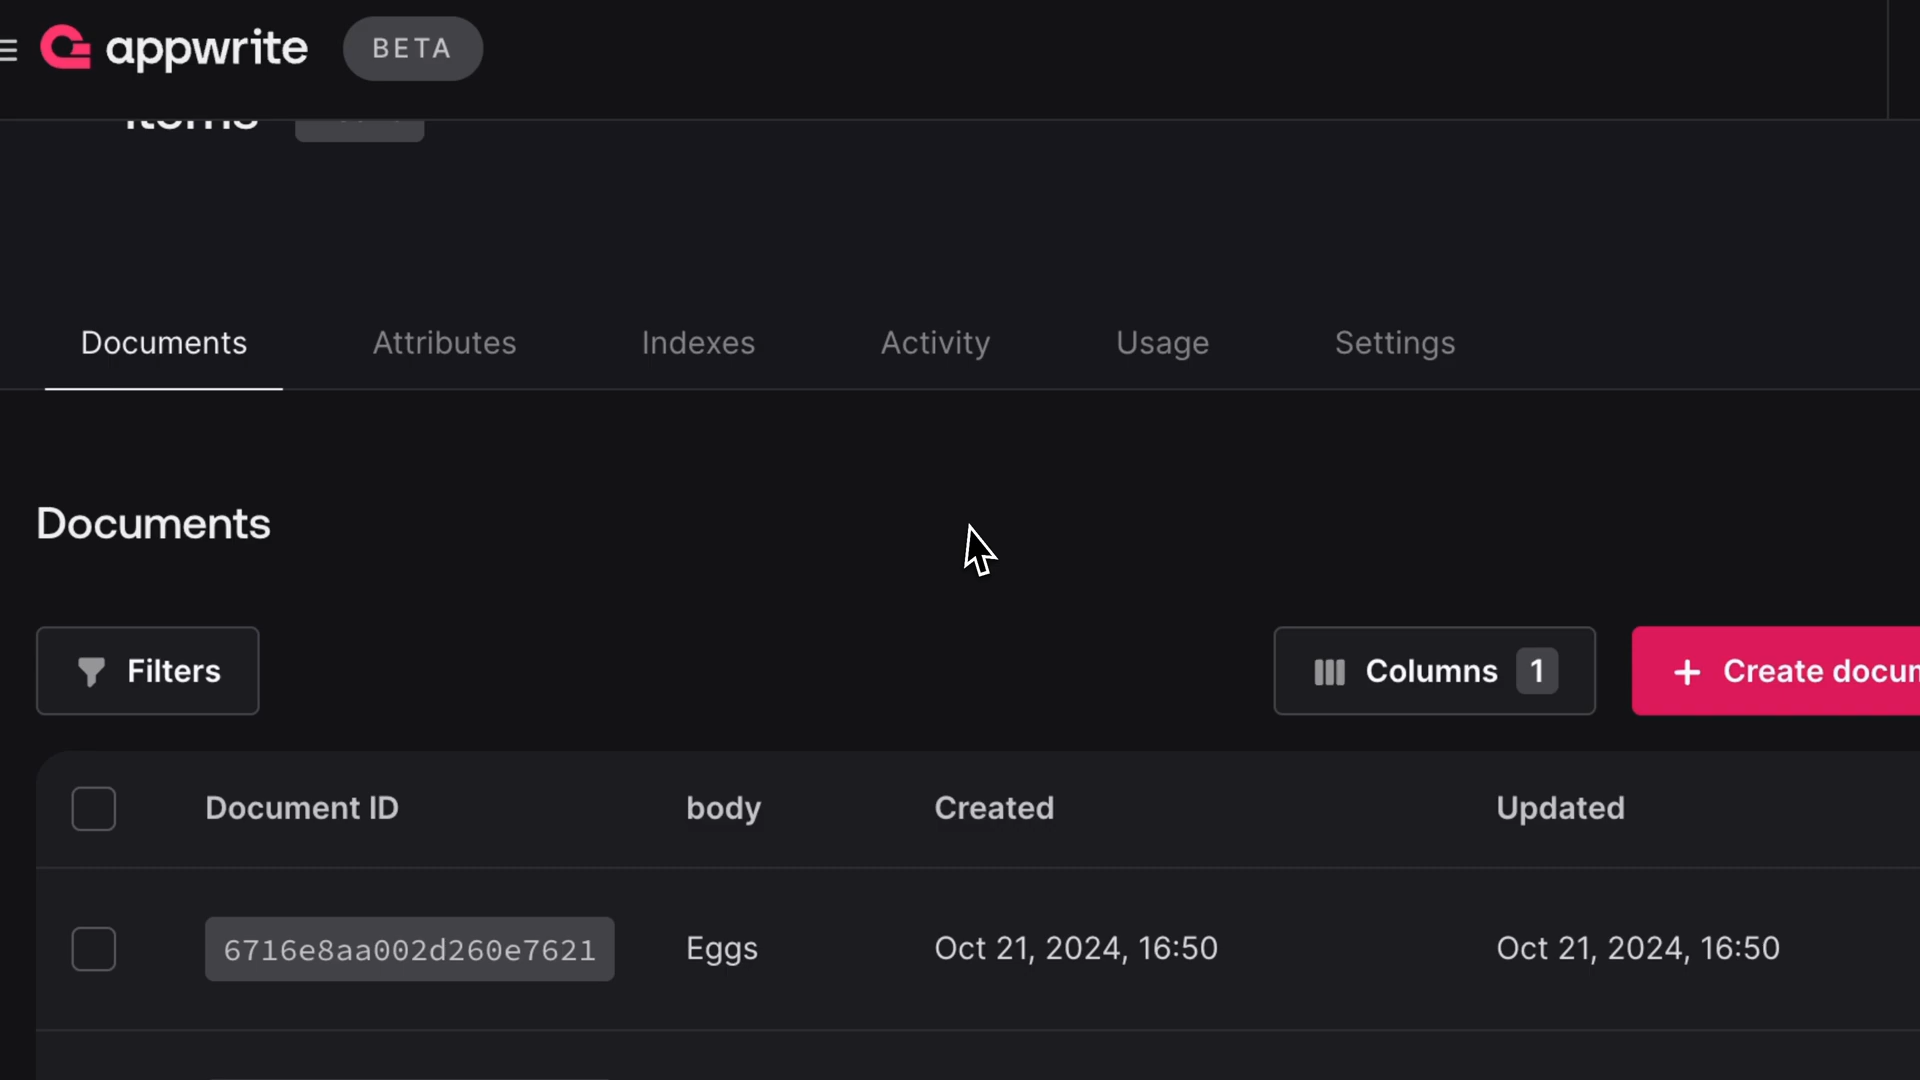 appwrite BETA
Items
Documents Attributes Indexes Activity Usage Settings
Documents
Filters Columns 1 + Create
Document ID body Created Updated
6716e8aa002d260e7621 Eggs Oct 21, 2024, 16:50 Oct 21, 2024, 16:50